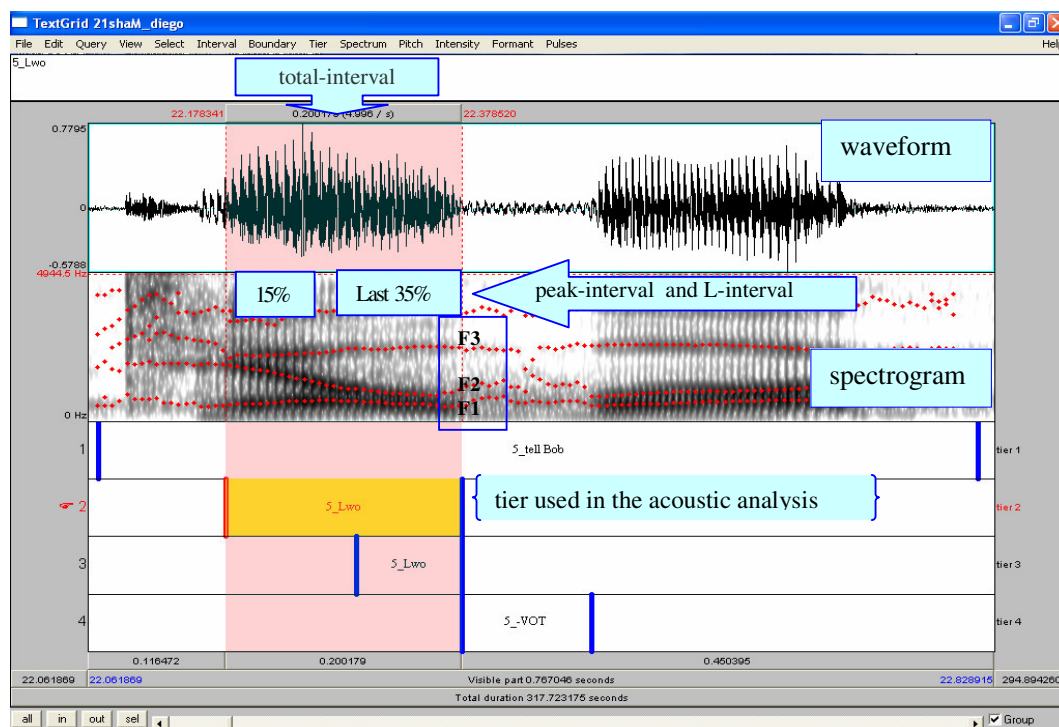 TextGrid 21shaM_diego
File Edit Query View Select Interval Boundary Tier Spectrum Pitch Intensity Formant Pulses Help
5_Lwo
total-interval
22.178341 0.200179 (4.996 / s) 22.378520
0.7795
waveform
0
-0.5788
4944.5 Hz
15% Last 35% peak-interval and L-interval
F3
F2
F1
spectrogram
0 Hz
1 5_tell Bob tier 1
2 5_Lwo tier used in the acoustic analysis tier 2
3 5_Lwo tier 3
4 5_-VOT tier 4
0.116472 0.200179 0.450395
22.061869 22.061869 Visible part 0.767046 seconds 22.828915 294.894260
Total duration 317.723175 seconds
all in out sel Group